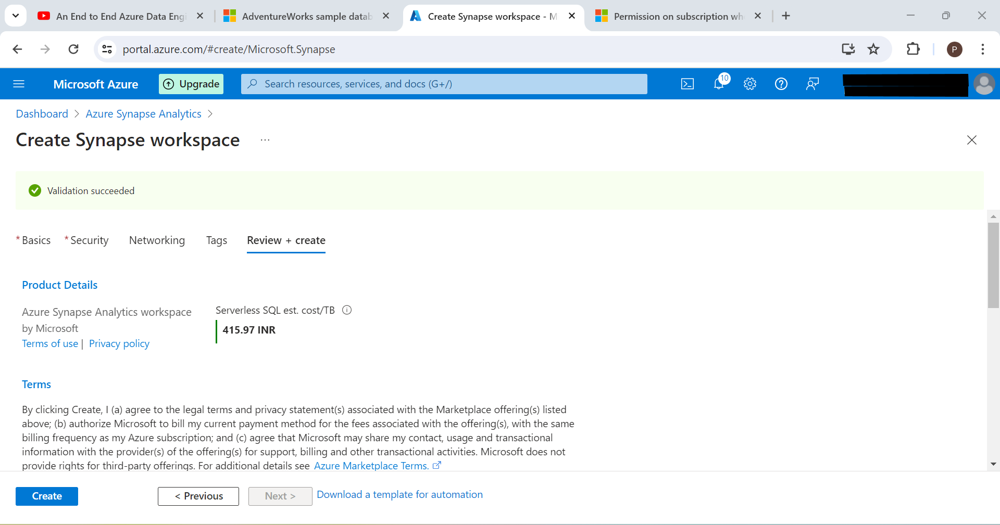 An End to End Azure Data Engi
AdventureWorks sample datab
Create Synapse workspace - M
Permission on subscription wh
portal.azure.com/#create/Microsoft.Synapse
P
Microsoft Azure
Upgrade
Search resources, services, and docs (G+/)
10
Dashboard > Azure Synapse Analytics >
Create Synapse workspace ...
Validation succeeded
* Basics * Security Networking Tags Review + create
Product Details
Azure Synapse Analytics workspace
by Microsoft
Terms of use | Privacy policy
Serverless SQL est. cost/TB
415.97 INR
Terms
By clicking Create, I (a) agree to the legal terms and privacy statement(s) associated with the Marketplace offering(s) listed
above; (b) authorize Microsoft to bill my current payment method for the fees associated with the offering(s), with the same
billing frequency as my Azure subscription; and (c) agree that Microsoft may share my contact, usage and transactional
information with the provider(s) of the offering(s) for support, billing and other transactional activities. Microsoft does not
provide rights for third-party offerings. For additional details see Azure Marketplace Terms.
Create
< Previous
Next >
Download a template for automation